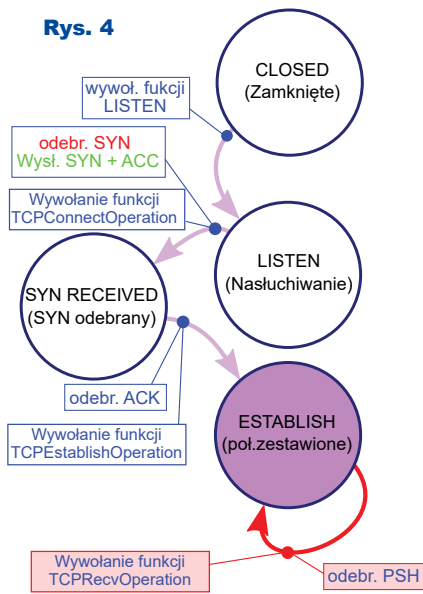 Rys. 4
CLOSED
(Zamknięte)
wywoł. fukcji
LISTEN
odebr. SYN
Wysł. SYN + ACC
Wywołanie funkcji
TCPConnectOperation
LISTEN
(Nasłuchiwanie)
SYN RECEIVED
(SYN odebrany)
odebr. ACK
Wywołanie funkcji
TCPEstablishOperation
ESTABLISH
(poł.zestawione)
Wywołanie funkcji
TCPRecvOperation
odebr. PSH